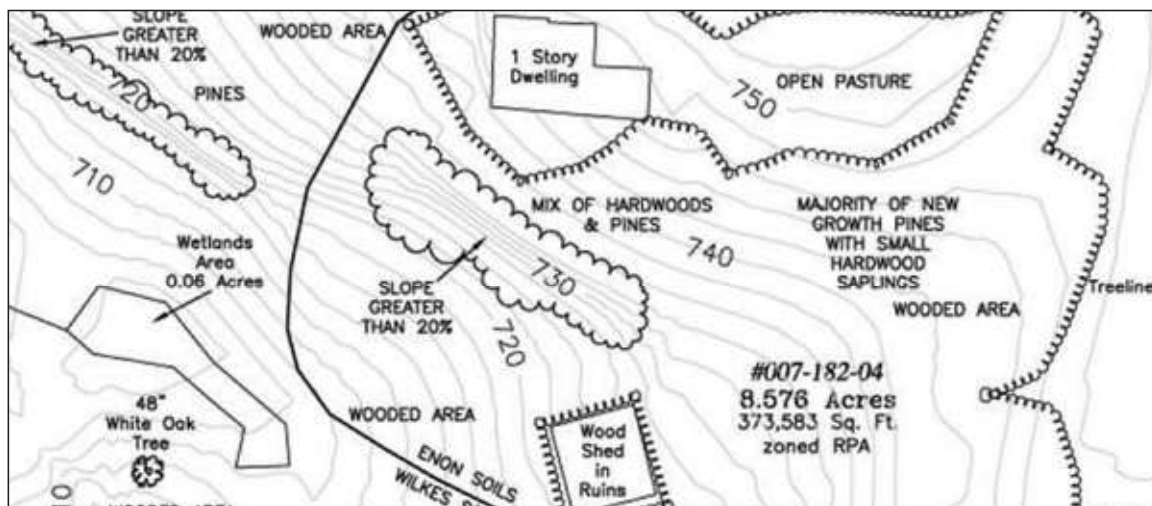 SLOPE
GREATER
THAN 20%
WOODED AREA
1 Story
Dwelling
OPEN PASTURE
750
720
PINES
710
MIX OF HARDWOODS
& PINES
MAJORITY OF NEW
GROWTH PINES
WITH SMALL
HARDWOOD
SAPLINGS
740
Wetlands
Area
0.06 Acres
730
SLOPE
GREATER
THAN 20%
Treeline
WOODED AREA
720
#007-182-04
8.576 Acres
373,583 Sq. Ft.
zoned RPA
48"
White Oak
Tree
WOODED AREA
Wood
Shed
in
Ruins
ENON SOILS
WILKES
WOODED AREA